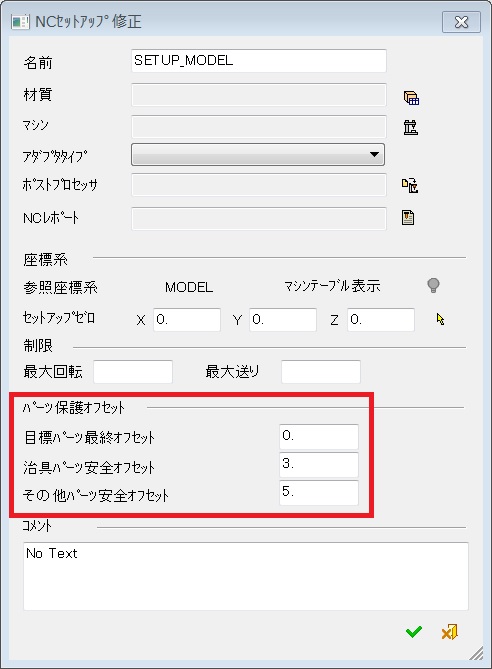 NCｾｯﾄｱｯﾌﾟ修正
名前 SETUP_MODEL
材質
マシン
ｱﾀﾞﾌﾟﾀﾀｲﾌﾟ
ﾎﾟｽﾄﾌﾟﾛｾｯｻ
NCﾚﾎﾟｰﾄ
座標系
参照座標系 MODEL マシンテーブル表示
ｾｯﾄｱｯﾌﾟｾﾞﾛ X 0. Y 0. Z 0.
制限
最大回転 最大送り
ﾊﾟｰﾂ保護ｵﾌｾｯﾄ
目標ﾊﾟｰﾂ最終ｵﾌｾｯﾄ 0.
治具ﾊﾟｰﾂ安全ｵﾌｾｯﾄ 3.
その他ﾊﾟｰﾂ安全ｵﾌｾｯﾄ 5.
ｺﾒﾝﾄ
No Text